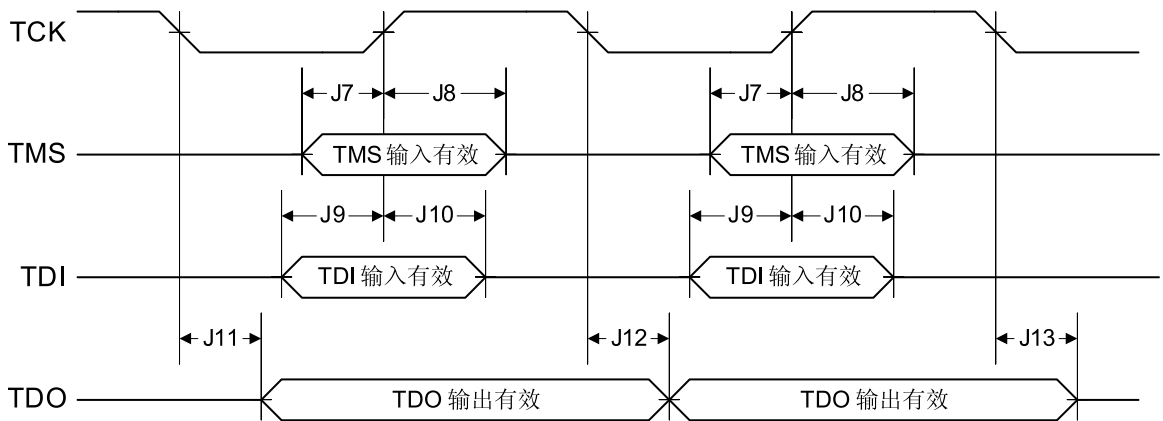 TCK
J7 J8 J7 J8
TMS TMS 输入有效 TMS 输入有效
J9 J10 J9 J10
TDI TDI 输入有效 TDI 输入有效
J11 J12 J13
TDO TDO 输出有效 TDO 输出有效